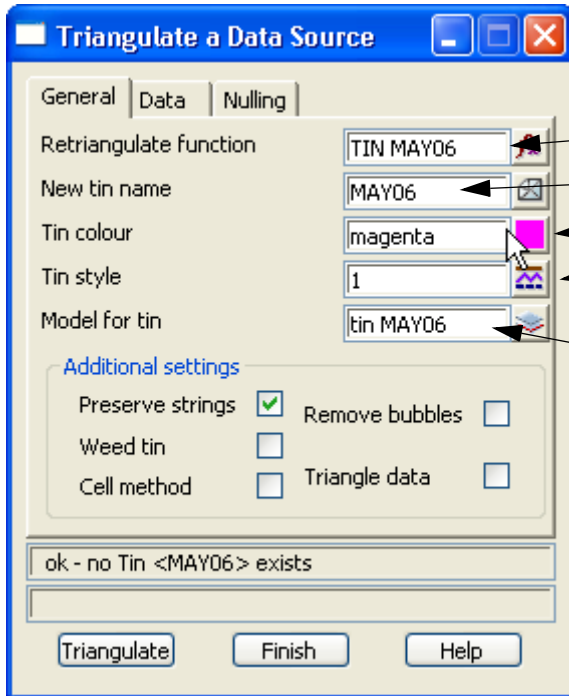 Triangulate a Data Source
General Data Nulling
Retriangulate function TIN MAY06
New tin name MAY06
Tin colour magenta
Tin style 1
Model for tin tin MAY06
Additional settings
Preserve strings Remove bubbles
Weed tin
Cell method Triangle data
ok - no Tin <MAY06> exists
Triangulate Finish Help